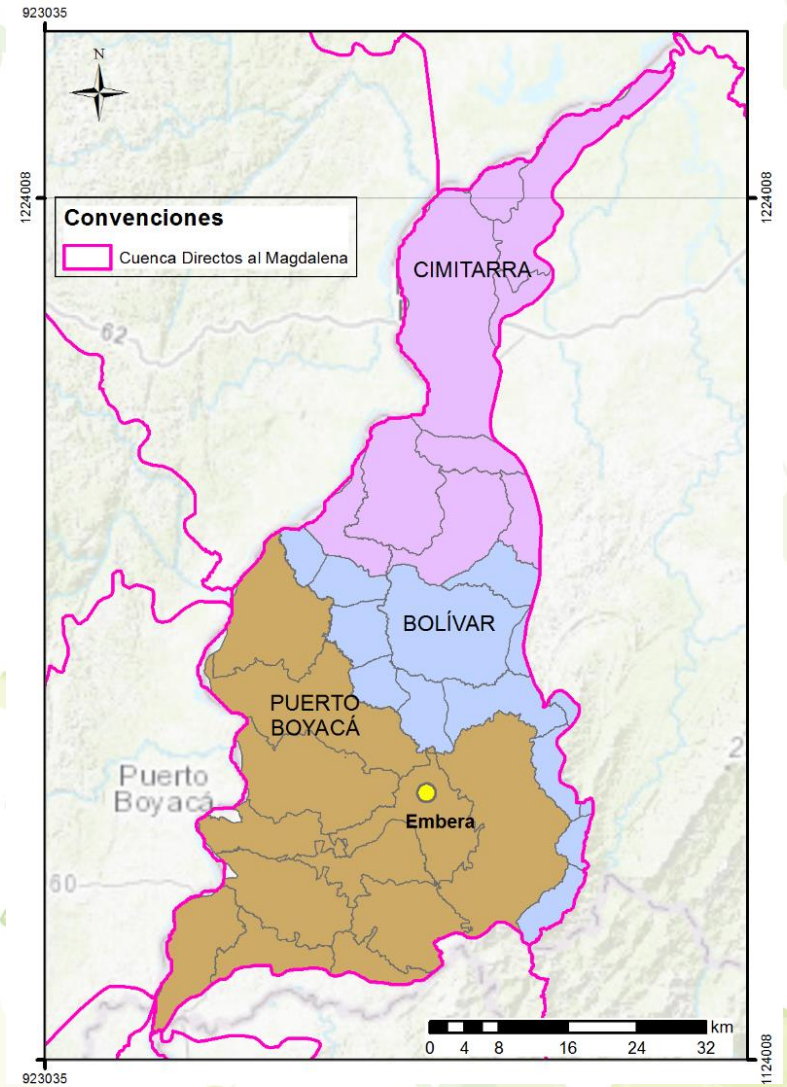 923035
N
1224008
1224008
Convenciones
Cuenca Directos al Magdalena
CIMITARRA
62
BOLÍVAR
PUERTO
BOYACÁ
2
Puerto
Boyacá
Embera
60
km
0 4 8 16 24 32
923035
1124008